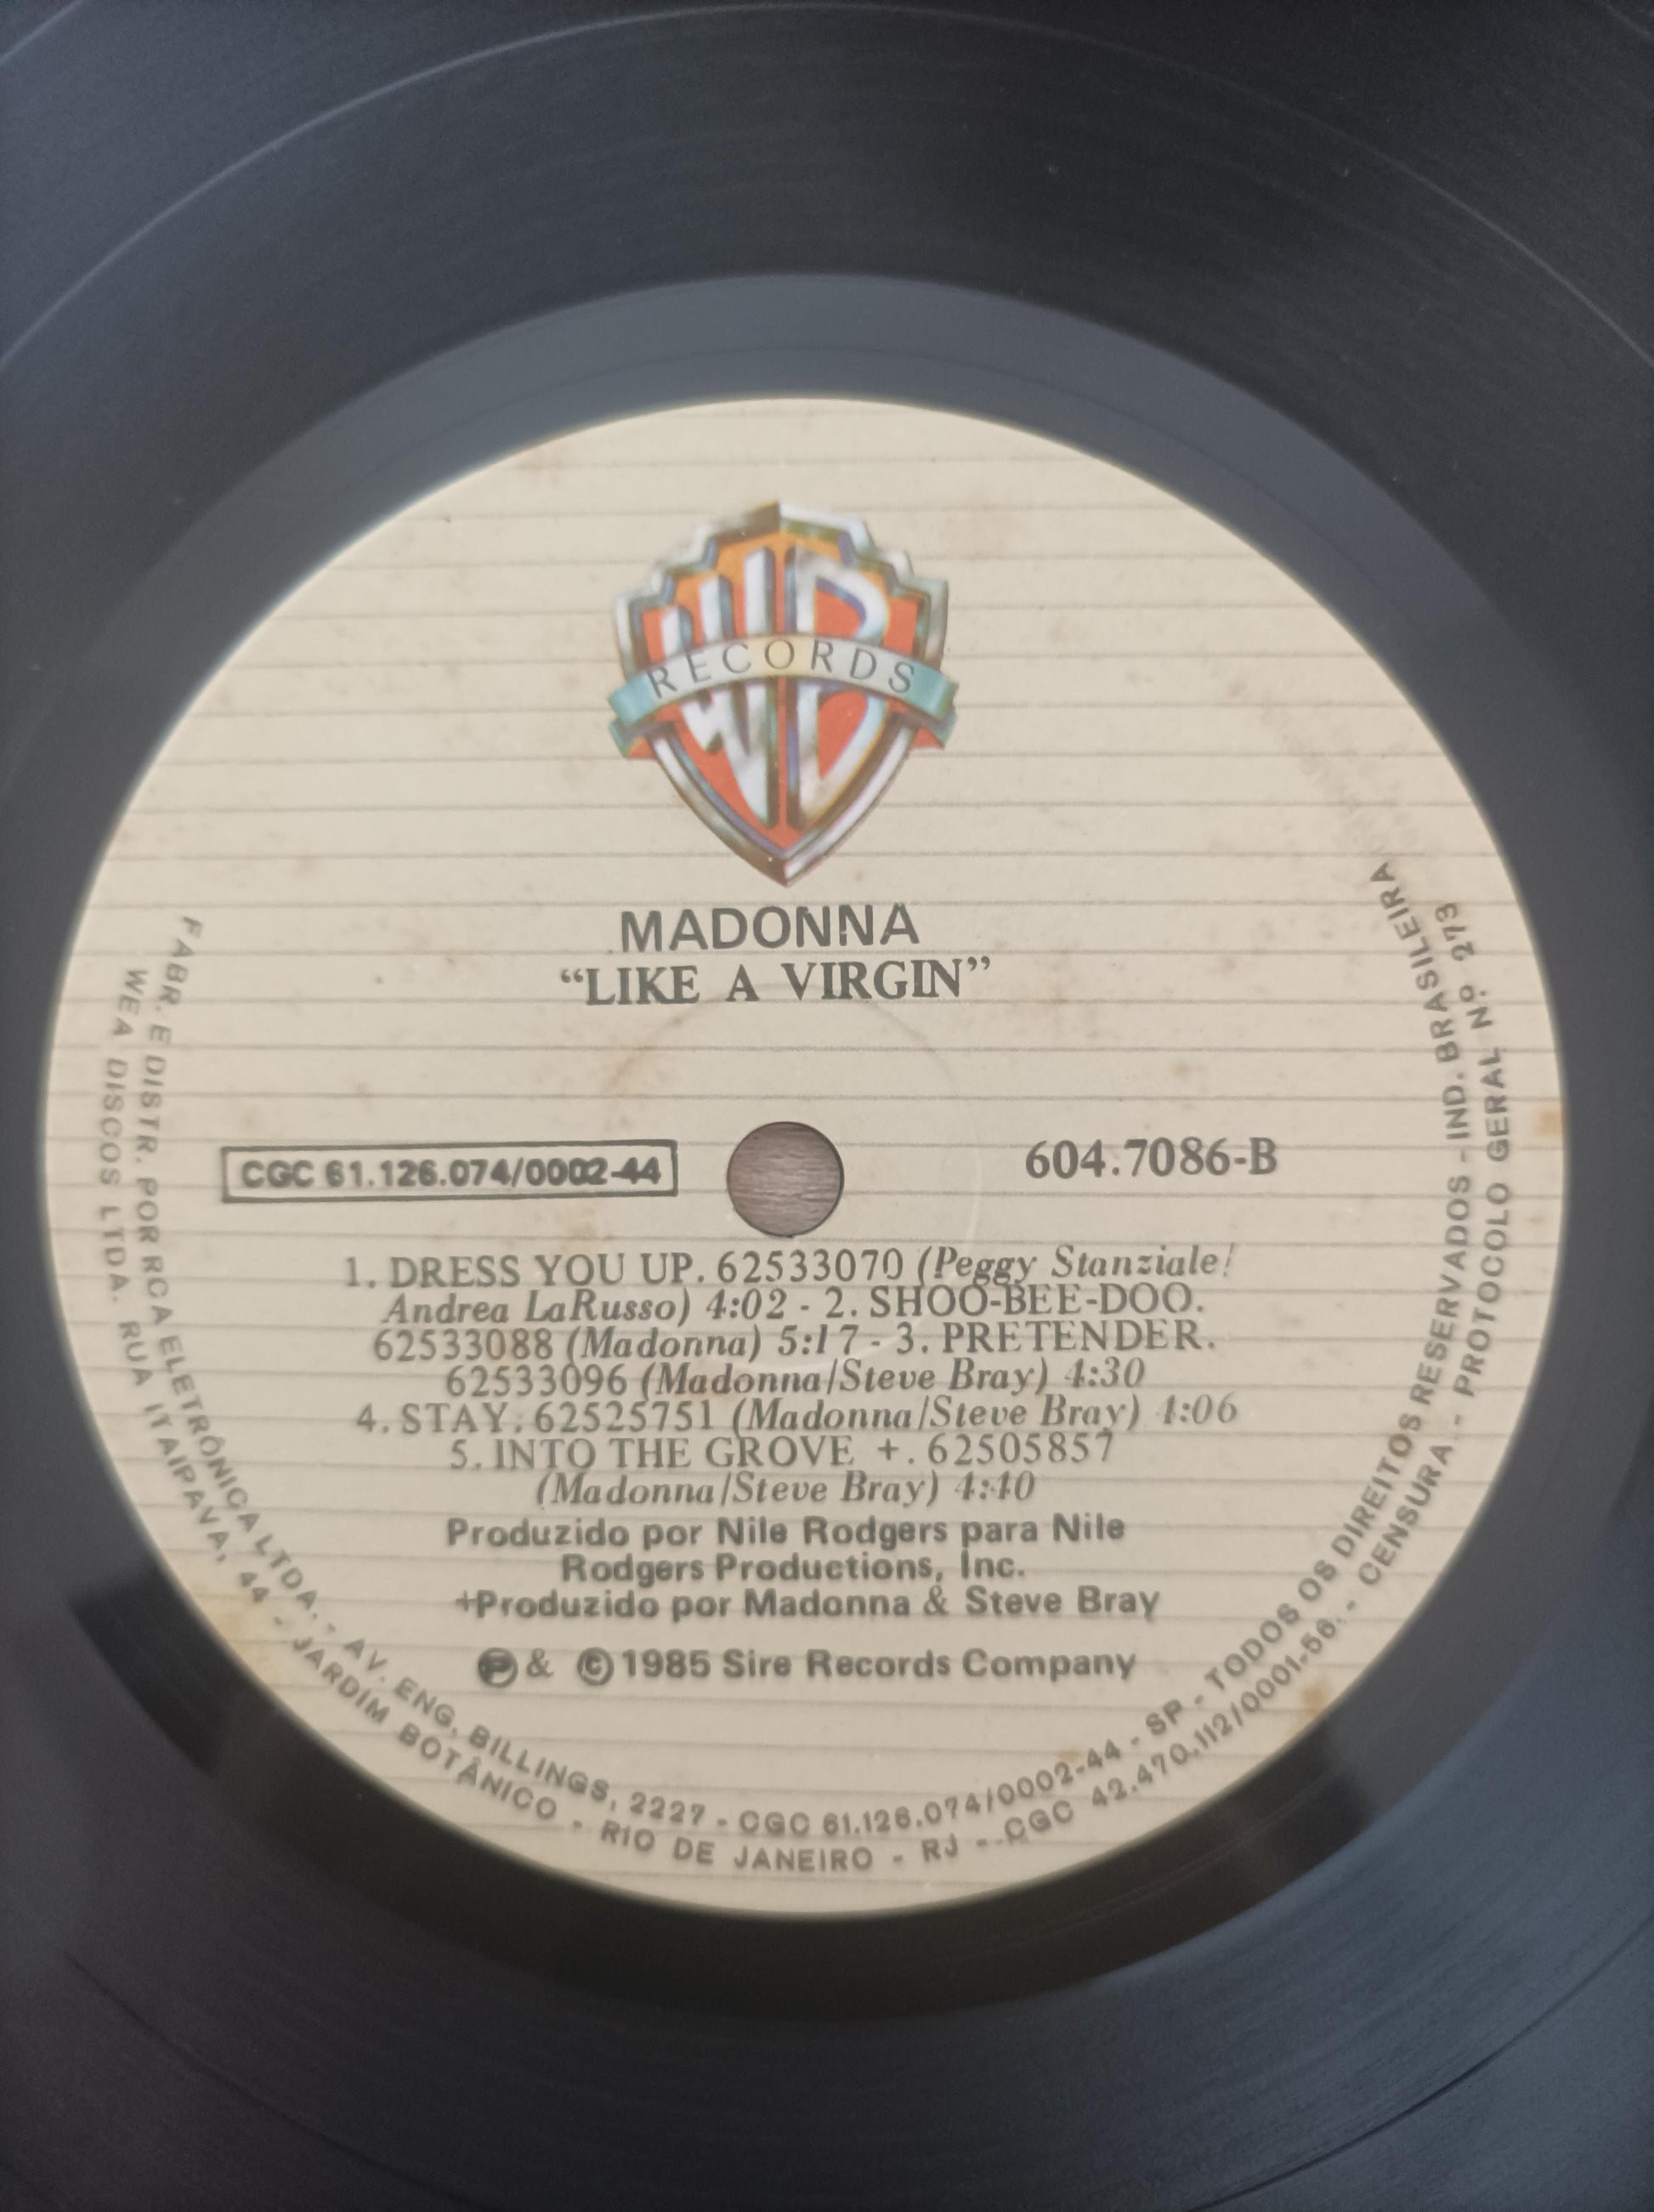 WB
RECORDS
MADONNA
“LIKE A VIRGIN”
CGC 61.126.074/0002-44
604.7086-B
1. DRESS YOU UP. 62533070 (Peggy Stanziale/
Andrea LaRusso) 4:02 - 2. SHOO-BEE-DOO.
62533088 (Madonna) 5:17 - 3. PRETENDER.
62533096 (Madonna/Steve Bray) 4:30
4. STAY. 62525751 (Madonna/Steve Bray) 4:06
5. INTO THE GROVE +. 62505857
(Madonna/Steve Bray) 4:40
Produzido por Nile Rodgers para Nile
Rodgers Productions, Inc.
+Produzido por Madonna & Steve Bray
Ⓟ & © 1985 Sire Records Company
FABR. E DISTR. POR RCA ELETRÔNICA LTDA. - AV. ENG. BILLINGS, 2227 - CGC 61.126.074/0002-44 - SP - TODOS OS DIREITOS RESERVADOS - IND. BRASILEIRA
WEA DISCOS LTDA. RUA ITAIPAVA, 44 - JARDIM BOTÂNICO - RIO DE JANEIRO - RJ - CGC 42.470.112/0001-56. - CENSURA - PROTOCOLO GERAL Nº 273